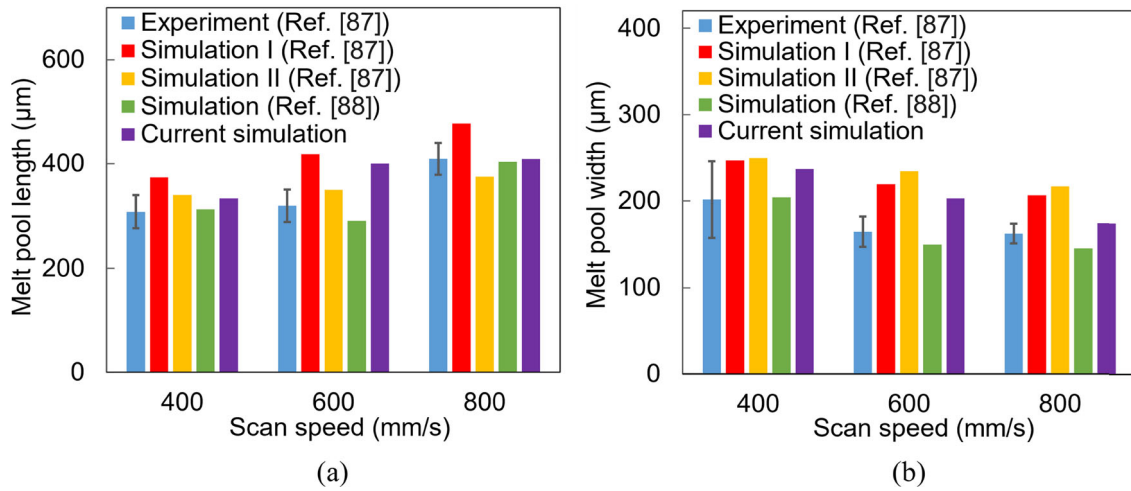 Experiment (Ref. [87])
Simulation I (Ref. [87])
Simulation II (Ref. [87])
Simulation (Ref. [88])
Current simulation
Melt pool length (μm)
600
400
200
0
400 600 800
Scan speed (mm/s)
(a)
Experiment (Ref. [87])
Simulation I (Ref. [87])
Simulation II (Ref. [87])
Simulation (Ref. [88])
Current simulation
Melt pool width (μm)
400
300
200
100
0
400 600 800
Scan speed (mm/s)
(b)